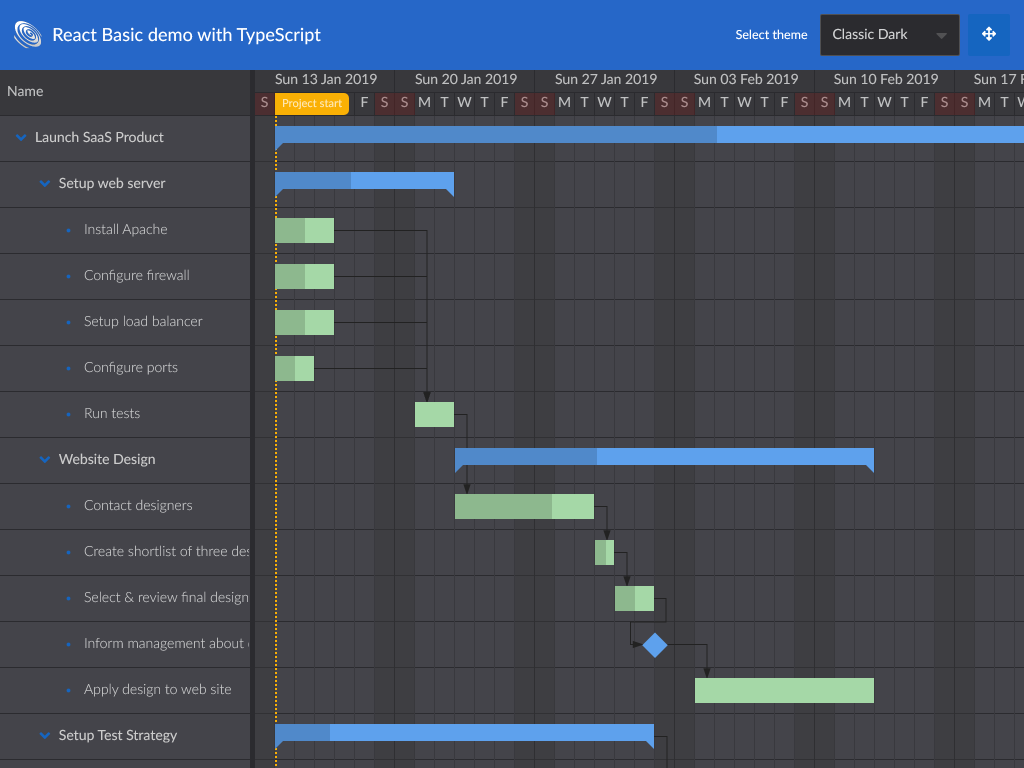 React Basic demo with TypeScript
Select theme
Classic Dark
Name
Sun 13 Jan 2019 Sun 20 Jan 2019 Sun 27 Jan 2019 Sun 03 Feb 2019 Sun 10 Feb 2019 Sun 17 F
S Project start F S S M T W T F S S M T W T F S S M T W T F S S M T W T F S S M T W
Launch SaaS Product
Setup web server
Install Apache
Configure firewall
Setup load balancer
Configure ports
Run tests
Website Design
Contact designers
Create shortlist of three des
Select & review final design
Inform management about
Apply design to web site
Setup Test Strategy